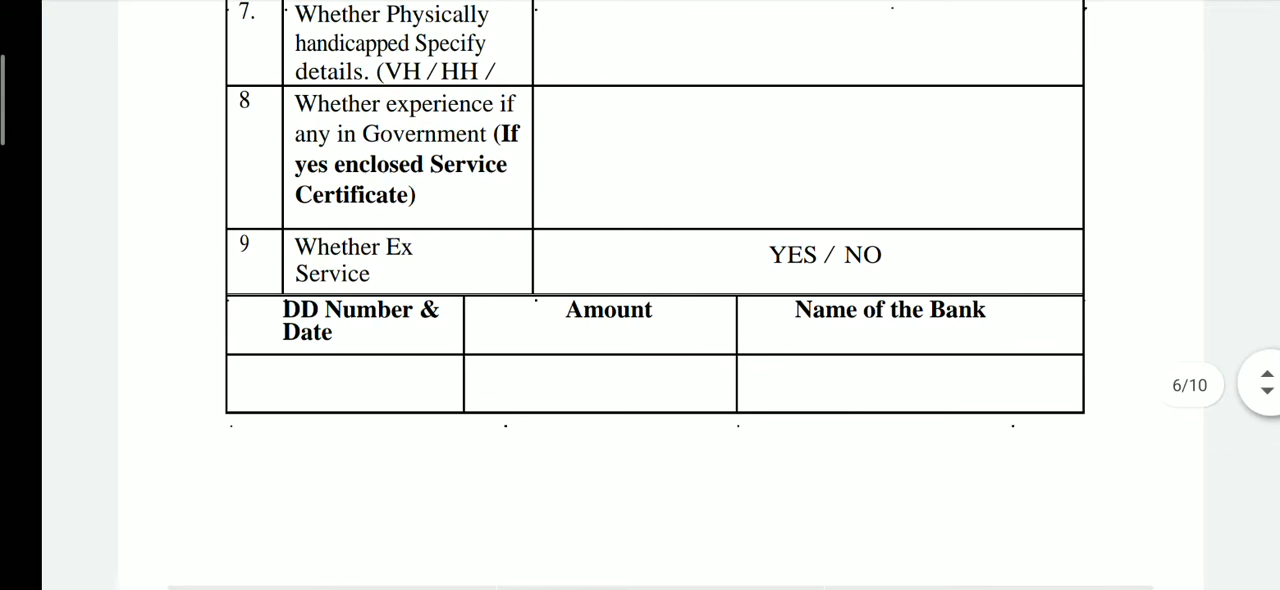 7.
Whether Physically
handicapped Specify
details. (VH / HH /
8
Whether experience if
any in Government (If
yes enclosed Service
Certificate)
9
Whether Ex
Service
YES / NO
DD Number &
Date
Amount
Name of the Bank
6/10